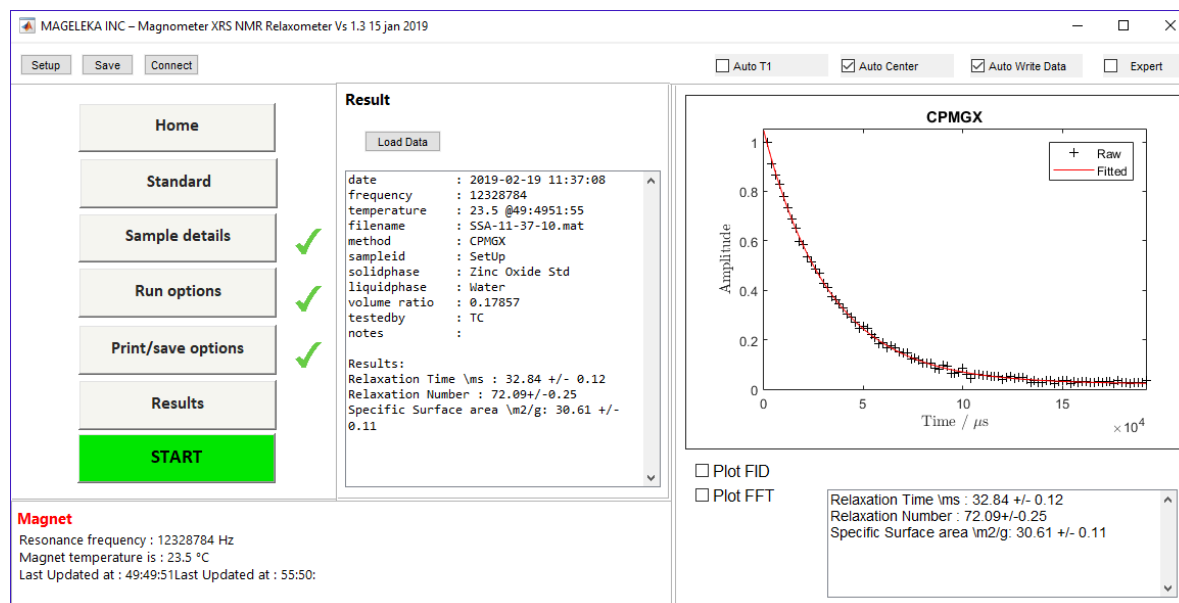 MAGELEKA INC – Magnometer XRS NMR Relaxometer Vs 1.3 15 jan 2019
Setup Save Connect
Auto T1 Auto Center Auto Write Data Expert
Home
Standard
Sample details
Run options
Print/save options
Results
START
Result
Load Data
date : 2019-02-19 11:37:08
frequency : 12328784
temperature : 23.5 @49:4951:55
filename : SSA-11-37-10.mat
method : CPMGX
sampleid : SetUp
solidphase : Zinc Oxide Std
liquidphase : Water
volume ratio : 0.17857
testedby : TC
notes :
Results:
Relaxation Time \ms : 32.84 +/- 0.12
Relaxation Number : 72.09+/-0.25
Specific Surface area \m2/g: 30.61 +/-
0.11
CPMGX
Raw
Fitted
Amplitude
1
0.8
0.6
0.4
0.2
0
0 5 10 15
Time / μs
×10⁴
Plot FID
Plot FFT
Relaxation Time \ms : 32.84 +/- 0.12
Relaxation Number : 72.09+/-0.25
Specific Surface area \m2/g: 30.61 +/- 0.11
Magnet
Resonance frequency : 12328784 Hz
Magnet temperature is : 23.5 °C
Last Updated at : 49:49:51Last Updated at : 55:50: